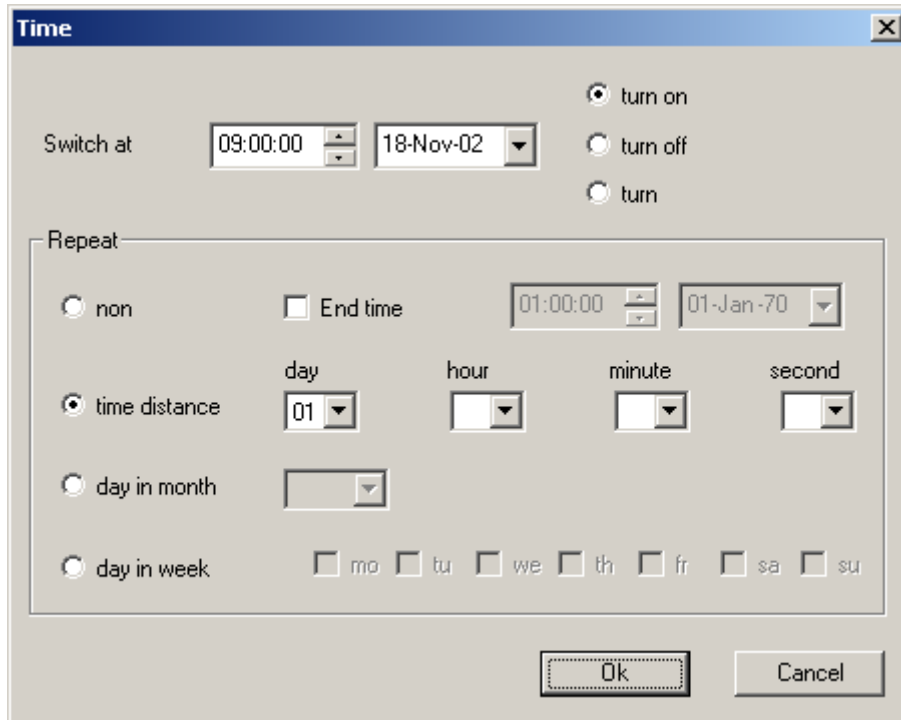 Time
turn on
Switch at 09:00:00 18-Nov-02 turn off
turn
Repeat
non End time 01:00:00 01-Jan-70
day hour minute second
time distance 01
day in month
day in week mo tu we th fr sa su
Ok Cancel